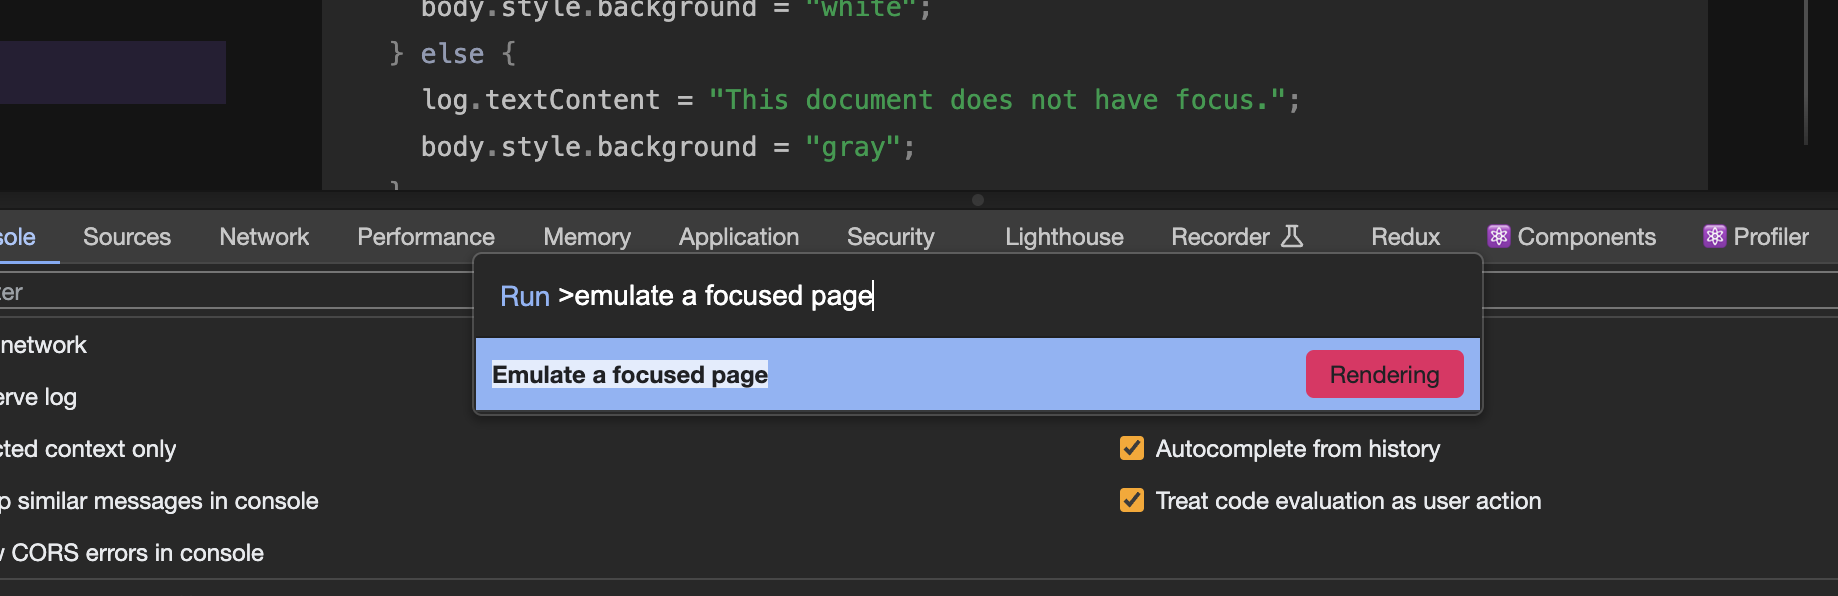 body.style.background = "white";
} else {
log.textContent = "This document does not have focus.";
body.style.background = "gray";
}
sole Sources Network Performance Memory Application Security Lighthouse Recorder Redux Components Profiler
ter
Run >emulate a focused page
Emulate a focused page Rendering
network
erve log
cted context only
Autocomplete from history
p similar messages in console
Treat code evaluation as user action
w CORS errors in console